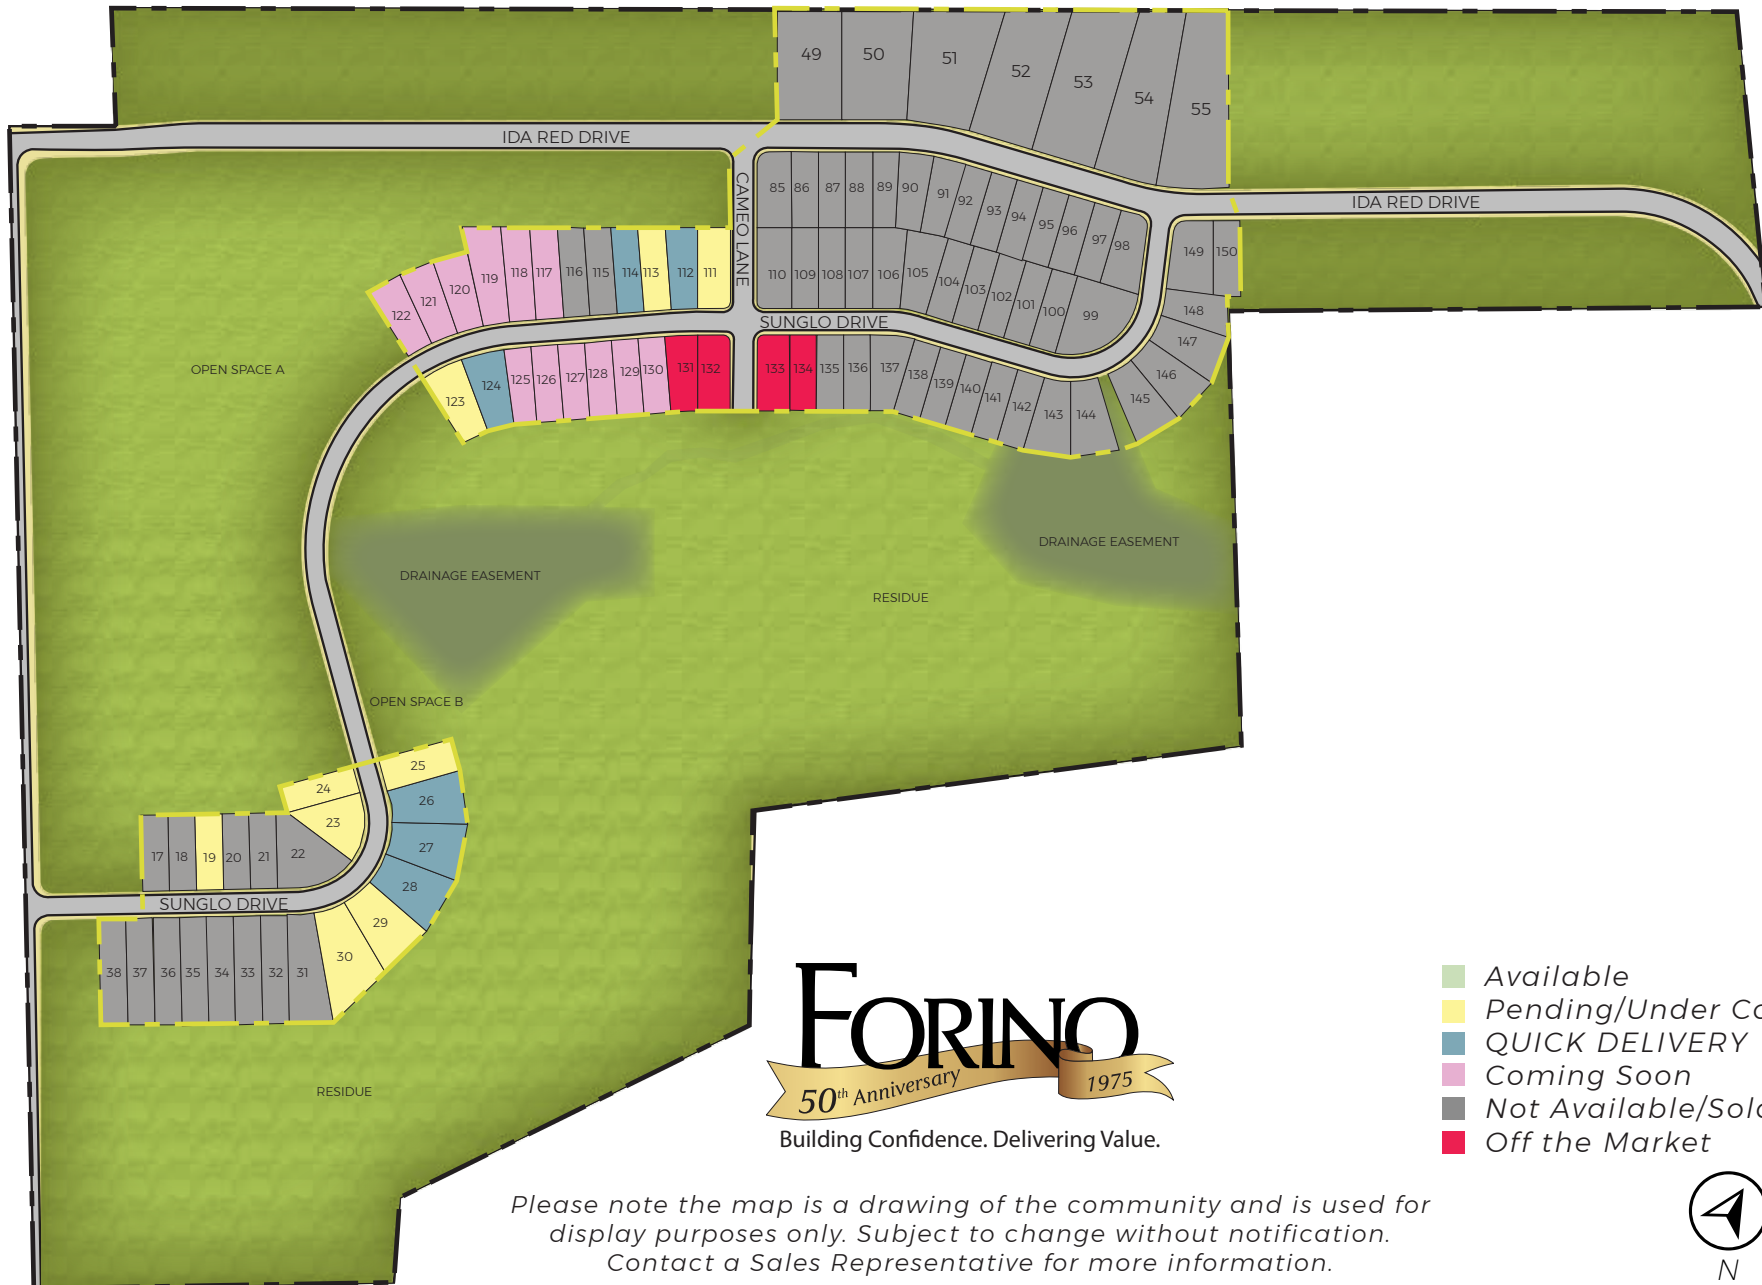 49 50 51 52 53 54 55
IDA RED DRIVE
CAMEO LANE
85 86 87 88 89 90 91 92 93 94 95 96 97 98
IDA RED DRIVE
122 121 120 119 118 117 116 115 114 113 112 111
110 109 108 107 106 105 104 103 102 101 100 99
149 150
148
147
146
145
SUNGLO DRIVE
OPEN SPACE A
123 124 125 126 127 128 129 130 131 132
133 134 135 136 137 138 139 140 141 142 143 144
DRAINAGE EASEMENT
DRAINAGE EASEMENT
RESIDUE
OPEN SPACE B
25
24
26
23
27
28
17 18 19 20 21 22
29
30
SUNGLO DRIVE
38 37 36 35 34 33 32 31
RESIDUE
FORINO
50th Anniversary 1975
Building Confidence. Delivering Value.
Available
Pending/Under Co
QUICK DELIVERY
Coming Soon
Not Available/Sol
Off the Market
Please note the map is a drawing of the community and is used for
display purposes only. Subject to change without notification.
Contact a Sales Representative for more information.
N